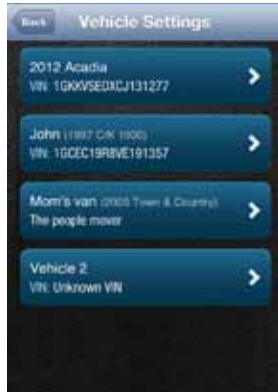 Back
Vehicle Settings
2012 Acadia
VIN: 1GKKVSEDXCJ131277
John (1997 C/K 1500)
VIN: 1GCEC19R8VE191357
Mom's van (2005 Town & Country)
The people mover
Vehicle 2
VIN: Unknown VIN